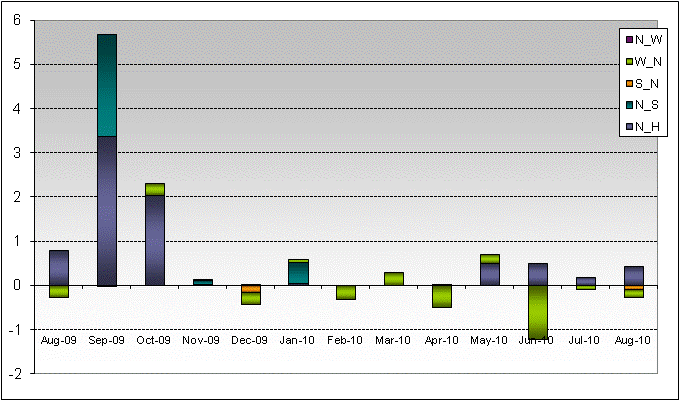 6
5
4
3
2
1
0
-1
-2
Aug-09 Sep-09 Oct-09 Nov-09 Dec-09 Jan-10 Feb-10 Mar-10 Apr-10 May-10 Jun-10 Jul-10 Aug-10
N_W
W_N
S_N
N_S
N_H